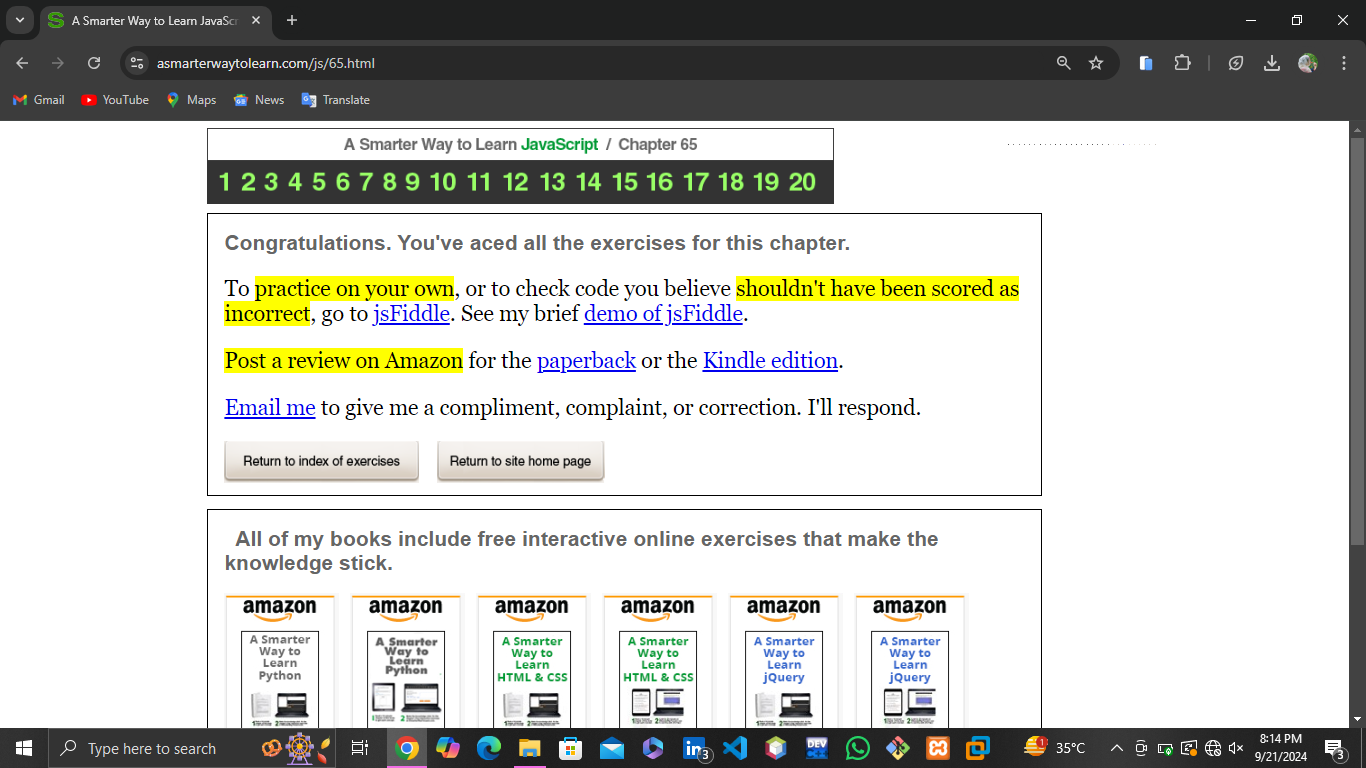 A Smarter Way to Learn JavaScr
asmarterwaytolearn.com/js/65.html
Gmail YouTube Maps News Translate
A Smarter Way to Learn JavaScript / Chapter 65
1 2 3 4 5 6 7 8 9 10 11 12 13 14 15 16 17 18 19 20
Congratulations. You've aced all the exercises for this chapter.
To practice on your own, or to check code you believe shouldn't have been scored as
incorrect, go to jsFiddle. See my brief demo of jsFiddle.
Post a review on Amazon for the paperback or the Kindle edition.
Email me to give me a compliment, complaint, or correction. I'll respond.
Return to index of exercises Return to site home page
All of my books include free interactive online exercises that make the
knowledge stick.
amazon amazon amazon amazon amazon amazon
A Smarter A Smarter A Smarter A Smarter A Smarter A Smarter
Way to Way to Way to Way to Way to Way to
Learn Learn Learn Learn Learn Learn
Python Python HTML & CSS HTML & CSS jQuery jQuery
Type here to search
DEV
3
1
35°C
8:14 PM
9/21/2024
3